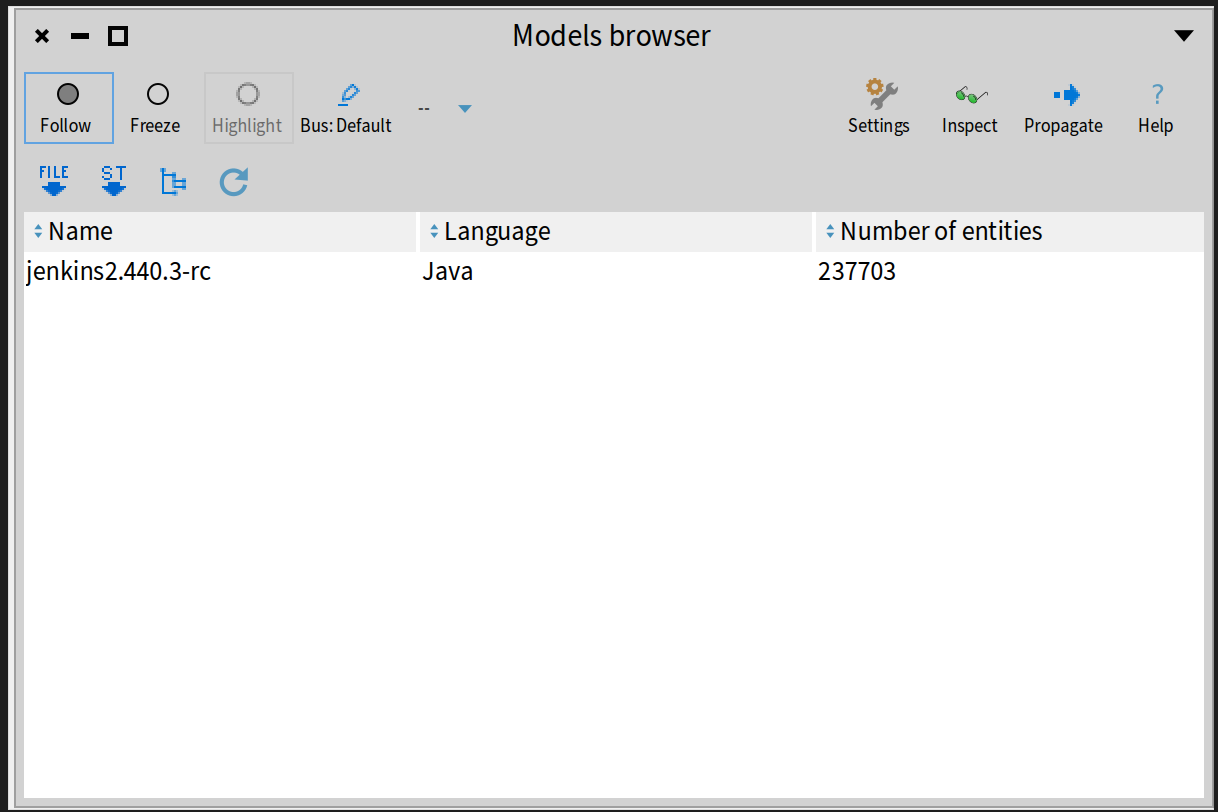 Models browser
Follow Freeze Highlight Bus: Default -- Settings Inspect Propagate Help
FILE ST
Name Language Number of entities
jenkins2.440.3-rc Java 237703